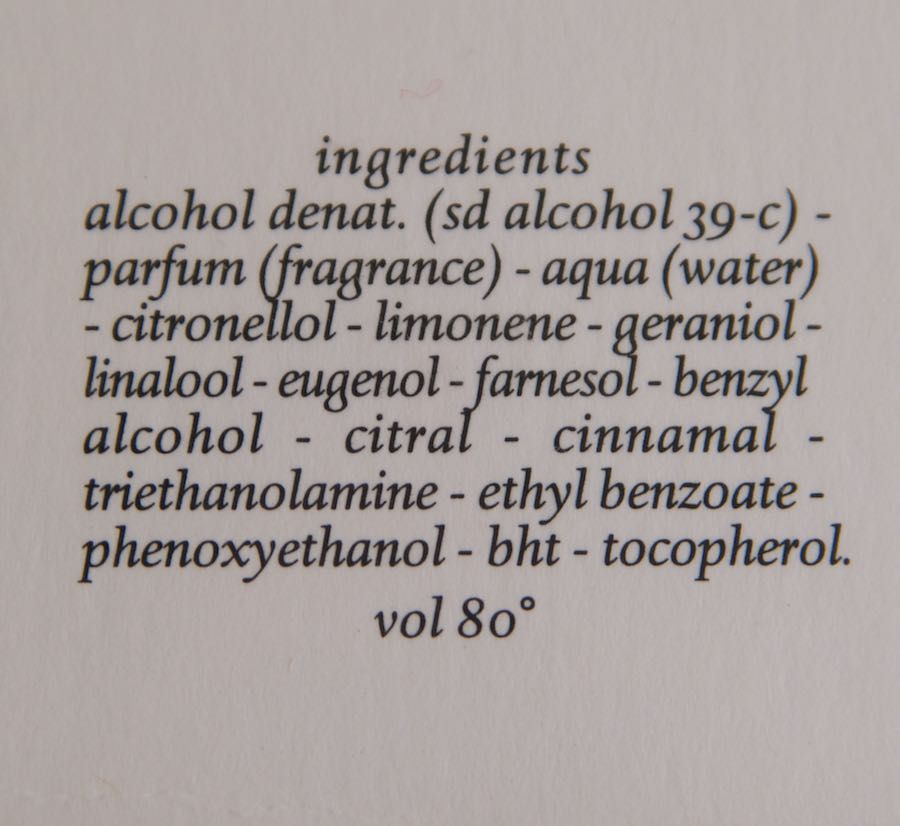 ingredients
alcohol denat. (sd alcohol 39-c) -
parfum (fragrance) - aqua (water)
- citronellol - limonene - geraniol -
linalool - eugenol - farnesol - benzyl
alcohol - citral - cinnamal -
triethanolamine - ethyl benzoate -
phenoxyethanol - bht - tocopherol.
vol 80°